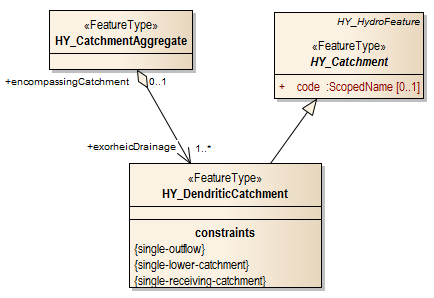 «FeatureType»
HY_CatchmentAggregate
HY_HydroFeature
«FeatureType»
HY_Catchment
+ code :ScopedName [0..1]
+encompassingCatchment
0..1
+exorheicDrainage
1..*
«FeatureType»
HY_DendriticCatchment
constraints
{single-outflow}
{single-lower-catchment}
{single-receiving-catchment}